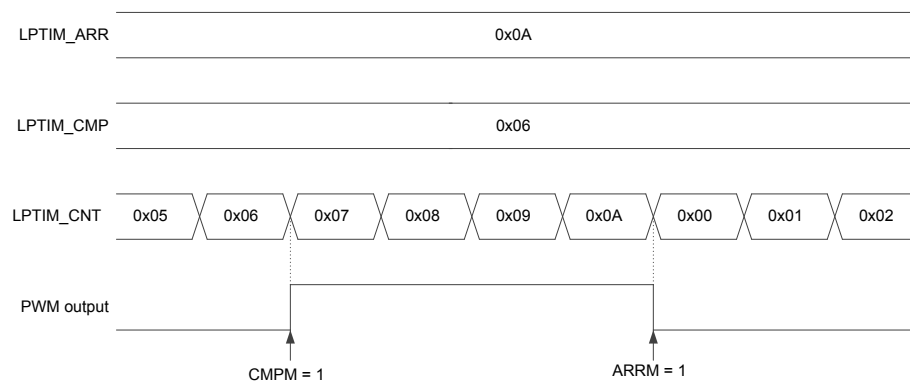 LPTIM_ARR 0x0A
LPTIM_CMP 0x06
LPTIM_CNT 0x05 0x06 0x07 0x08 0x09 0x0A 0x00 0x01 0x02
PWM output
CMPM = 1 ARRM = 1